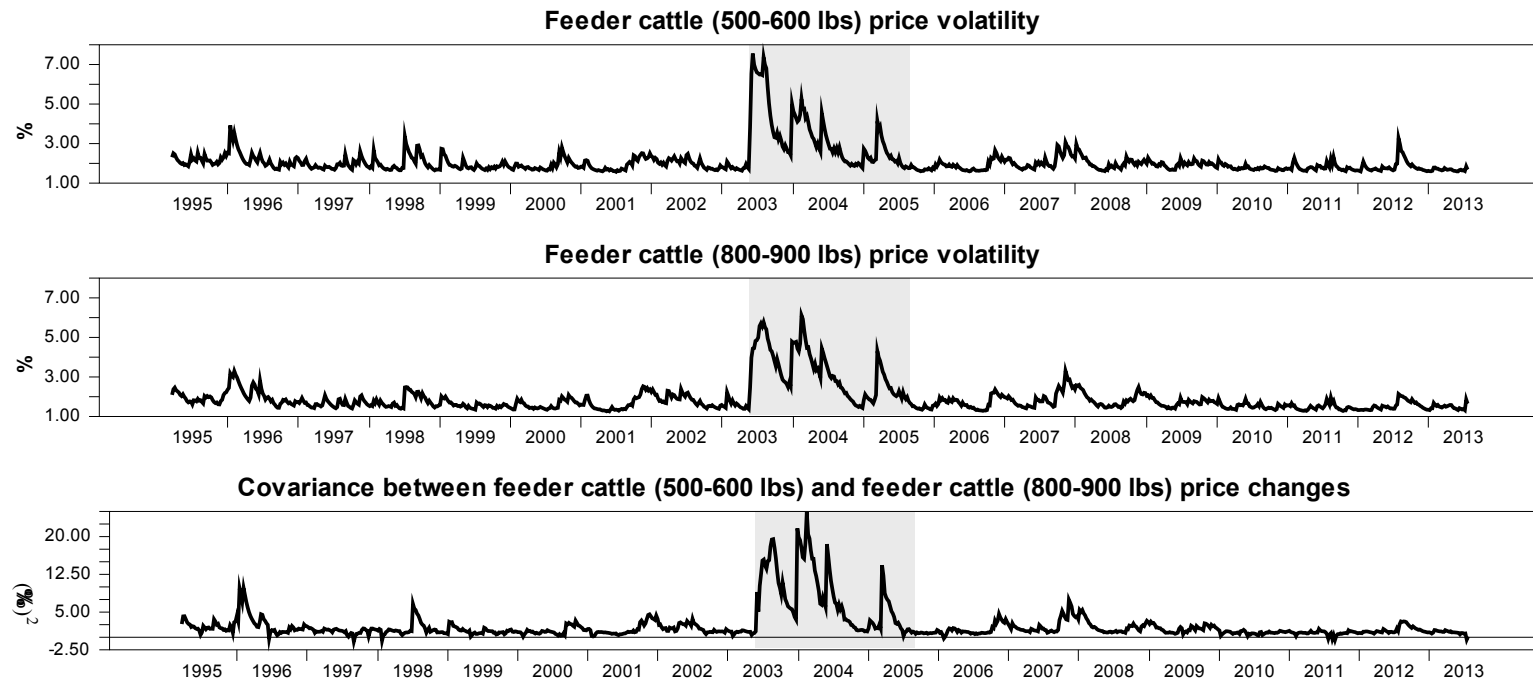 Feeder cattle (500-600 lbs) price volatility
7.00
5.00
3.00
1.00
%
1995 1996 1997 1998 1999 2000 2001 2002 2003 2004 2005 2006 2007 2008 2009 2010 2011 2012 2013
Feeder cattle (800-900 lbs) price volatility
7.00
5.00
3.00
1.00
%
1995 1996 1997 1998 1999 2000 2001 2002 2003 2004 2005 2006 2007 2008 2009 2010 2011 2012 2013
Covariance between feeder cattle (500-600 lbs) and feeder cattle (800-900 lbs) price changes
20.00
12.50
5.00
-2.50
(%)²
1995 1996 1997 1998 1999 2000 2001 2002 2003 2004 2005 2006 2007 2008 2009 2010 2011 2012 2013